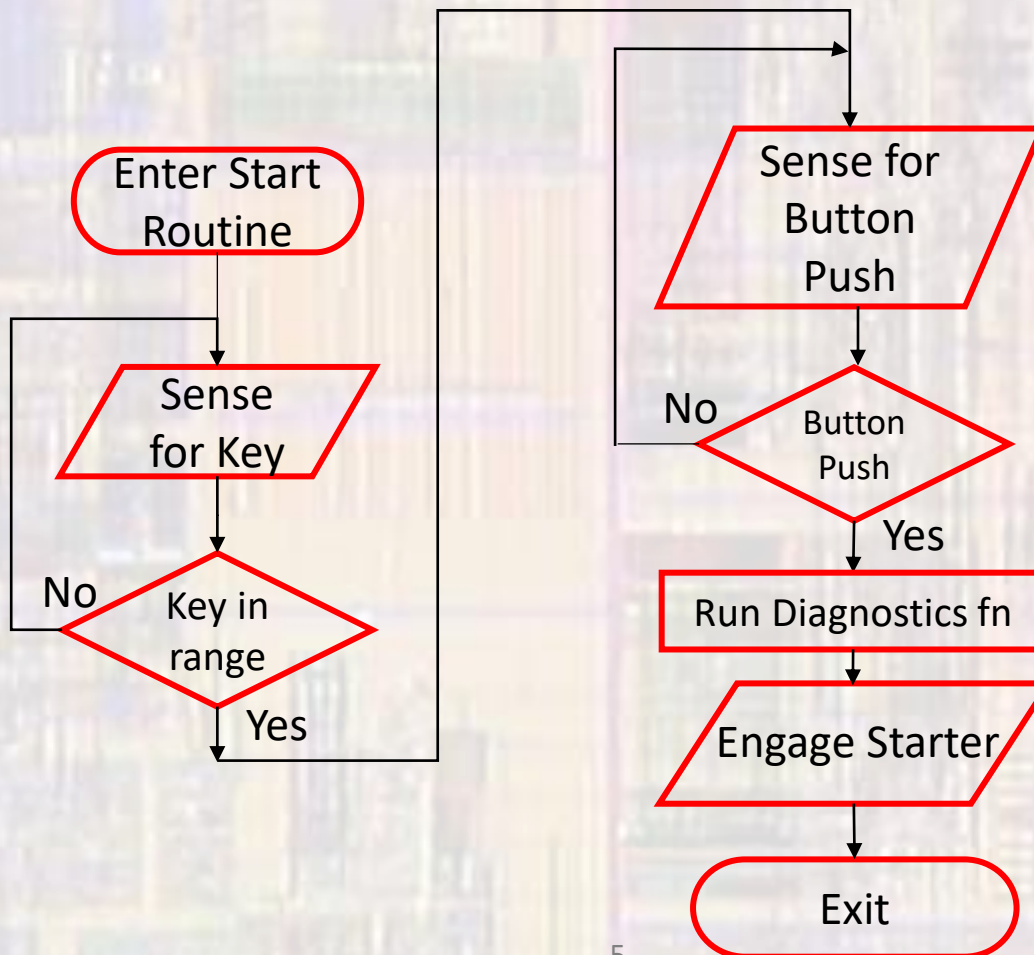 Enter Start
Routine
Sense
for Key
No
Key in
range
Yes
Sense for
Button
Push
No
Button
Push
Yes
Run Diagnostics fn
Engage Starter
Exit
5